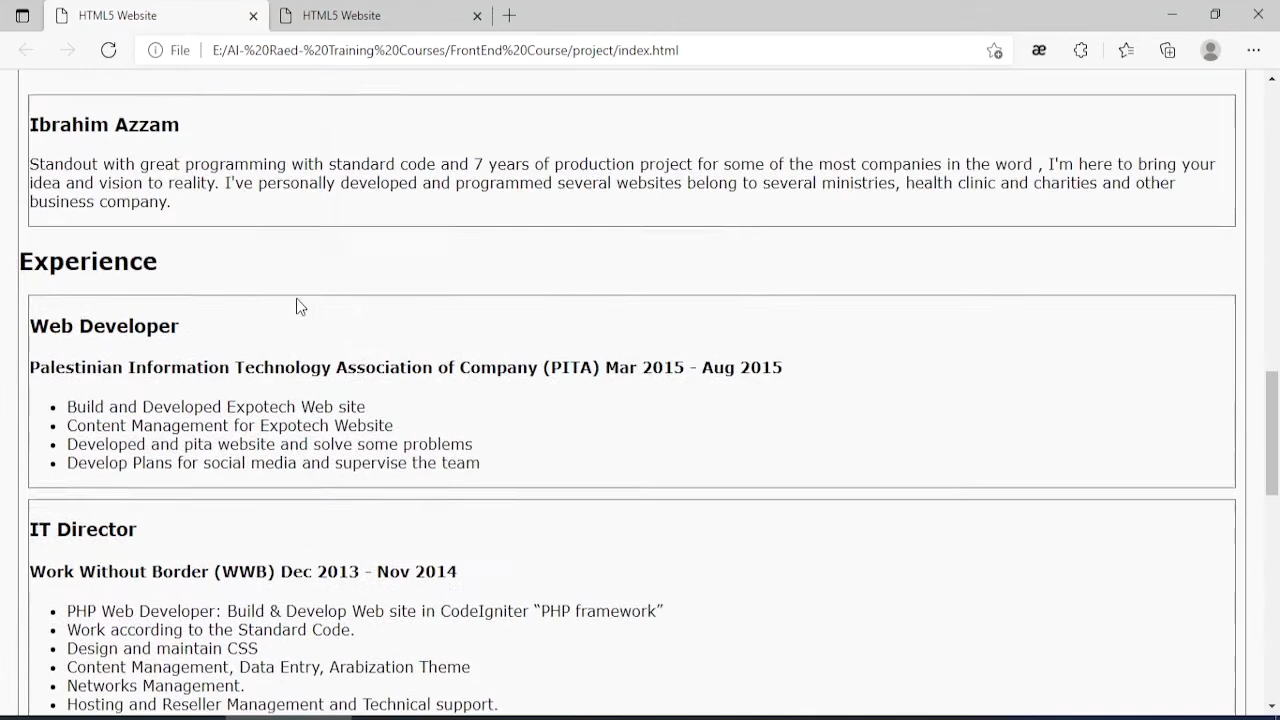 HTML5 Website
HTML5 Website
File E:/Al-%20Raed-%20Training%20Courses/FrontEnd%20Course/project/index.html
Ibrahim Azzam
Standout with great programming with standard code and 7 years of production project for some of the most companies in the word , I'm here to bring your
idea and vision to reality. I've personally developed and programmed several websites belong to several ministries, health clinic and charities and other
business company.
Experience
Web Developer
Palestinian Information Technology Association of Company (PITA) Mar 2015 - Aug 2015
• Build and Developed Expotech Web site
• Content Management for Expotech Website
• Developed and pita website and solve some problems
• Develop Plans for social media and supervise the team
IT Director
Work Without Border (WWB) Dec 2013 - Nov 2014
• PHP Web Developer: Build & Develop Web site in CodeIgniter “PHP framework”
• Work according to the Standard Code.
• Design and maintain CSS
• Content Management, Data Entry, Arabization Theme
• Networks Management.
• Hosting and Reseller Management and Technical support.